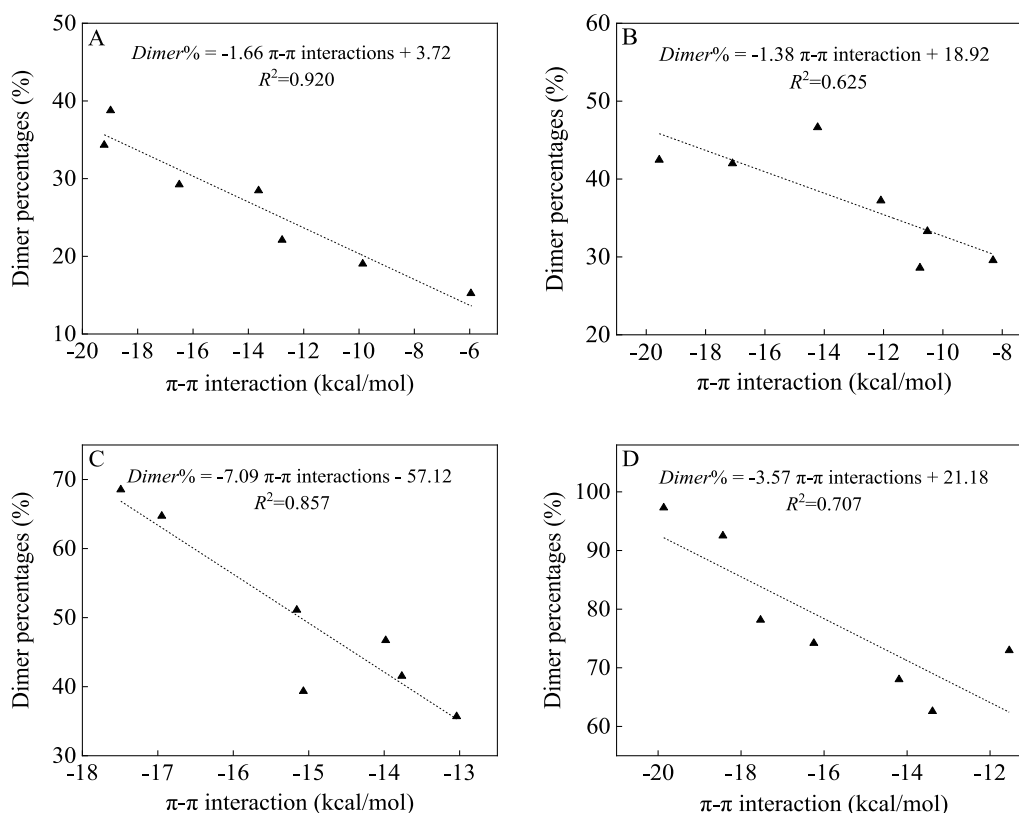 A
Dimer% = -1.66 π-π interactions + 3.72
R²=0.920
Dimer percentages (%)
50
40
30
20
10
-20 -18 -16 -14 -12 -10 -8 -6
π-π interaction (kcal/mol)
B
Dimer% = -1.38 π-π interaction + 18.92
R²=0.625
Dimer percentages (%)
60
50
40
30
20
-20 -18 -16 -14 -12 -10 -8
π-π interaction (kcal/mol)
C
Dimer% = -7.09 π-π interactions - 57.12
R²=0.857
Dimer percentages (%)
70
60
50
40
30
-18 -17 -16 -15 -14 -13
π-π interaction (kcal/mol)
D
Dimer% = -3.57 π-π interactions + 21.18
R²=0.707
Dimer percentages (%)
100
90
80
70
60
-20 -18 -16 -14 -12
π-π interaction (kcal/mol)